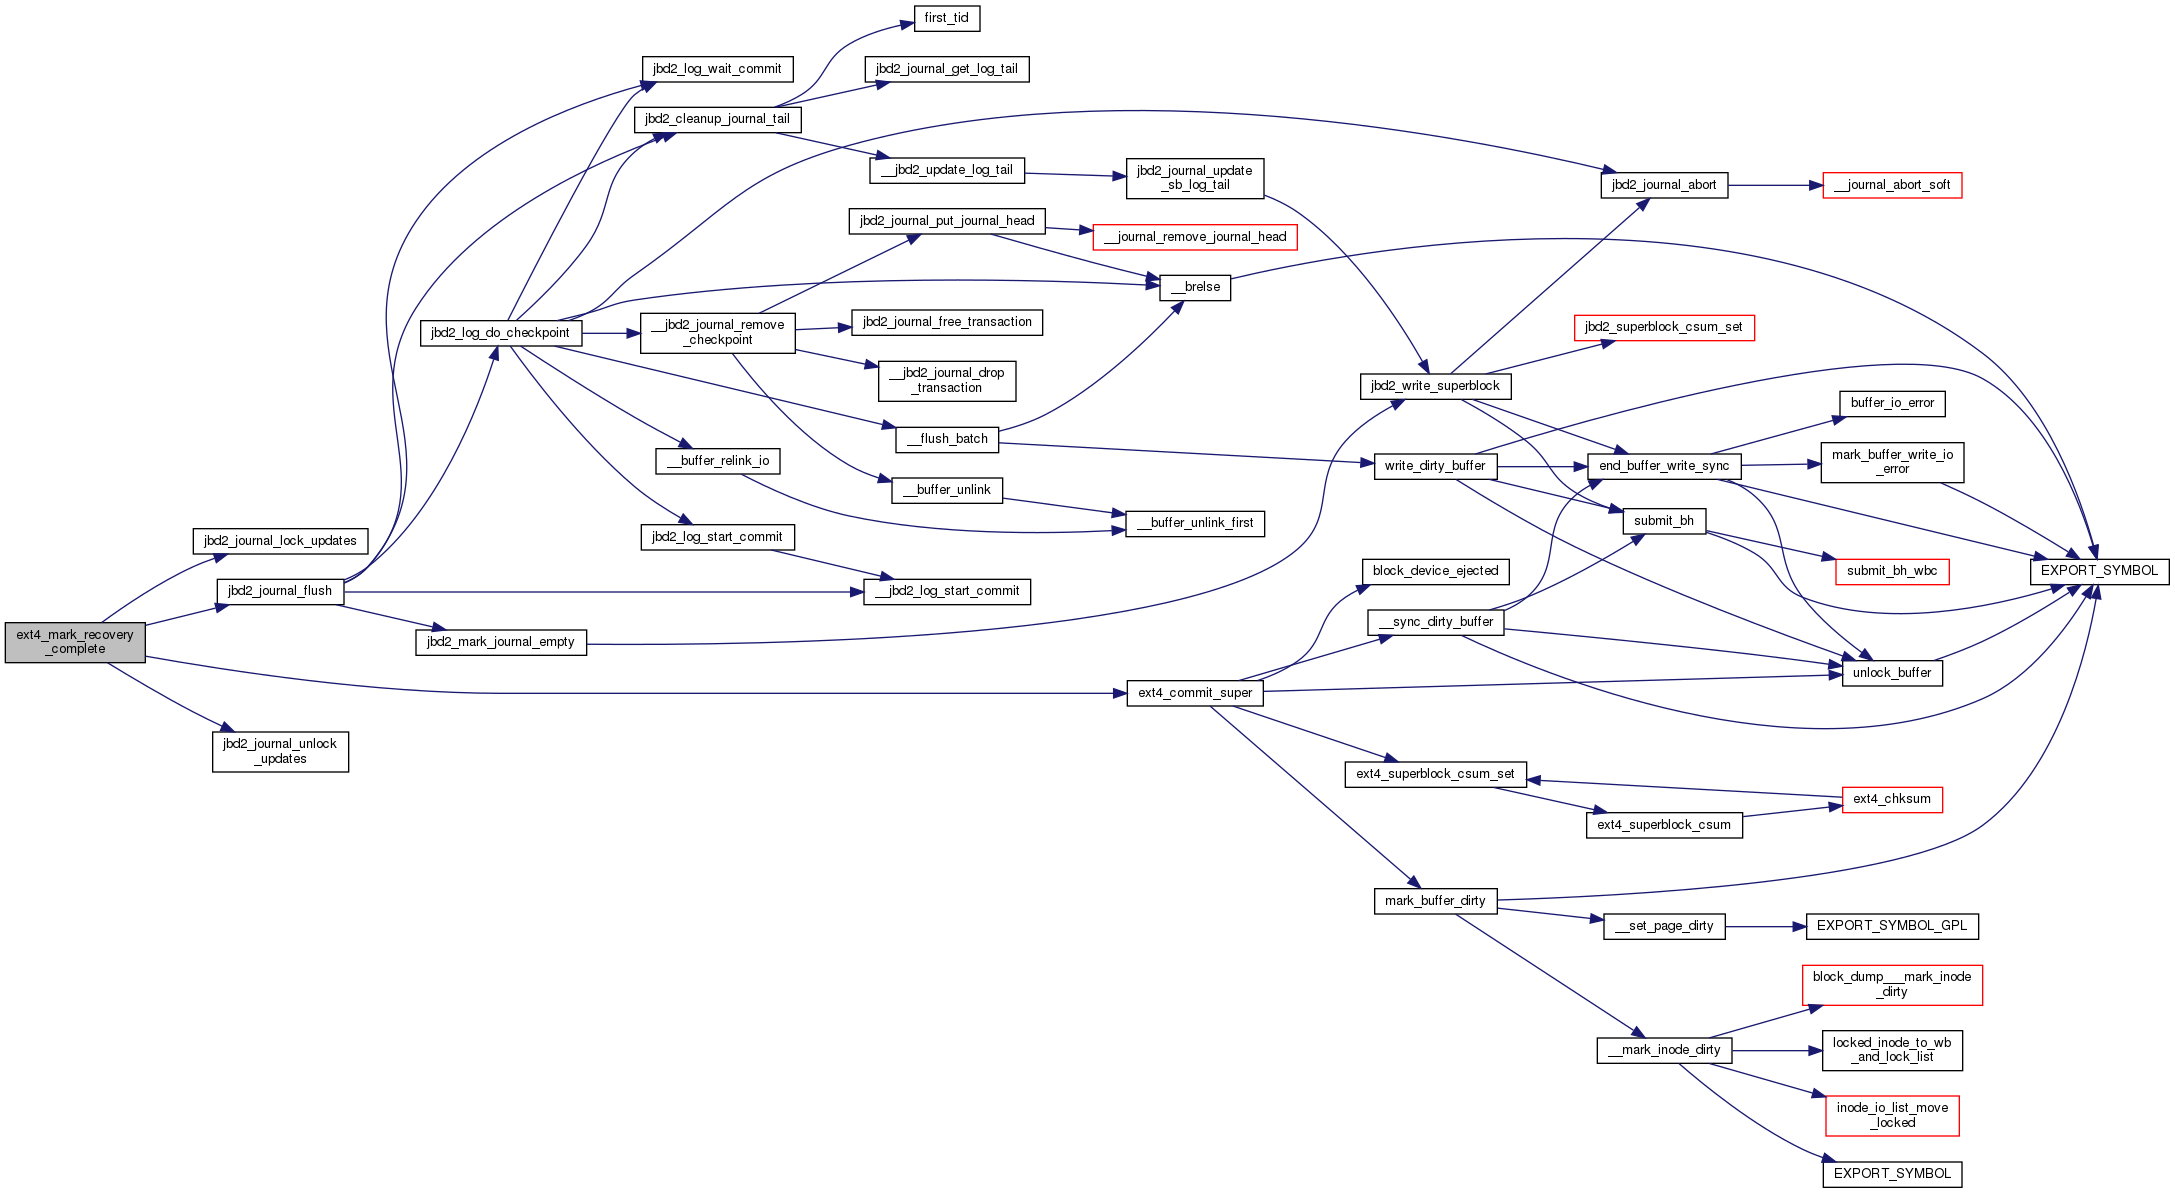 first_tid
jbd2_log_wait_commit
jbd2_journal_get_log_tail
jbd2_cleanup_journal_tail
__jbd2_update_log_tail
jbd2_journal_update
_sb_log_tail
jbd2_journal_abort
__journal_abort_soft
jbd2_journal_put_journal_head
__journal_remove_journal_head
__brelse
jbd2_log_do_checkpoint
__jbd2_journal_remove
_checkpoint
jbd2_journal_free_transaction
jbd2_superblock_csum_set
__jbd2_journal_drop
_transaction
jbd2_write_superblock
buffer_io_error
__flush_batch
__buffer_relink_io
write_dirty_buffer
end_buffer_write_sync
mark_buffer_write_io
_error
__buffer_unlink
__buffer_unlink_first
submit_bh
jbd2_journal_lock_updates
jbd2_log_start_commit
block_device_ejected
submit_bh_wbc
EXPORT_SYMBOL
jbd2_journal_flush
__jbd2_log_start_commit
__sync_dirty_buffer
ext4_mark_recovery
_complete
jbd2_mark_journal_empty
unlock_buffer
ext4_commit_super
jbd2_journal_unlock
_updates
ext4_superblock_csum_set
ext4_chksum
ext4_superblock_csum
mark_buffer_dirty
__set_page_dirty
EXPORT_SYMBOL_GPL
block_dump___mark_inode
_dirty
__mark_inode_dirty
locked_inode_to_wb
_and_lock_list
inode_io_list_move
_locked
EXPORT_SYMBOL